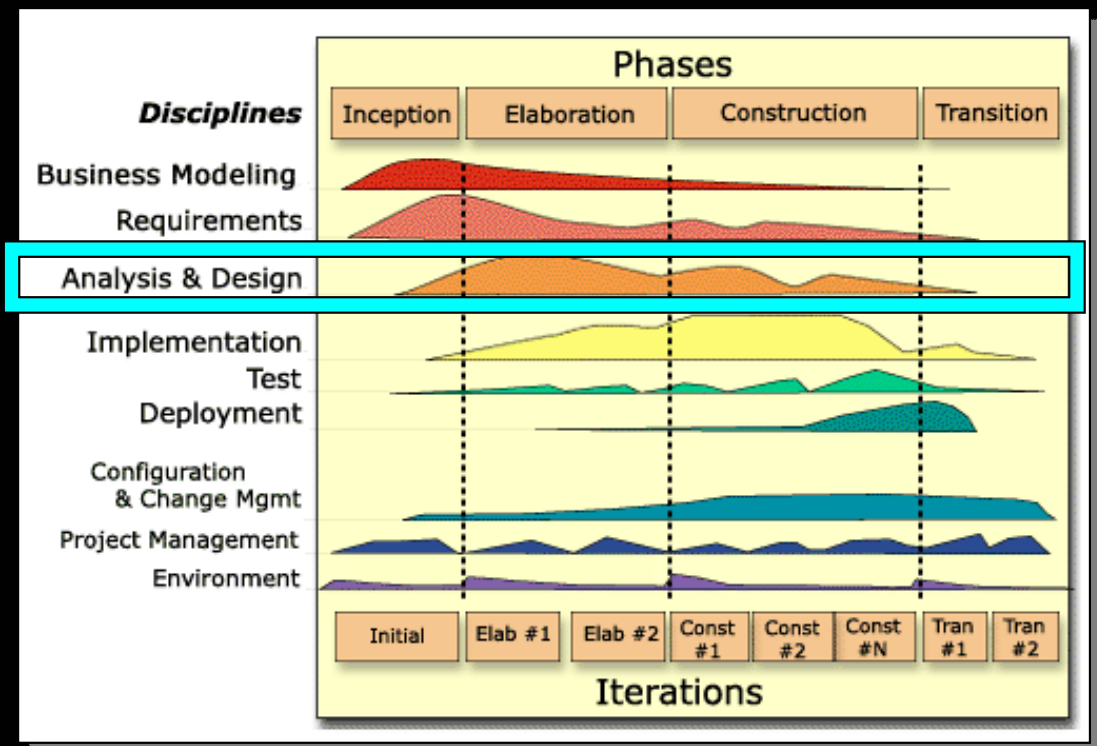 Phases
Disciplines
Inception
Elaboration
Construction
Transition
Business Modeling
Requirements
Analysis & Design
Implementation
Test
Deployment
Configuration
& Change Mgmt
Project Management
Environment
Initial
Elab #1
Elab #2
Const
#1
Const
#2
Const
#N
Tran
#1
Tran
#2
Iterations